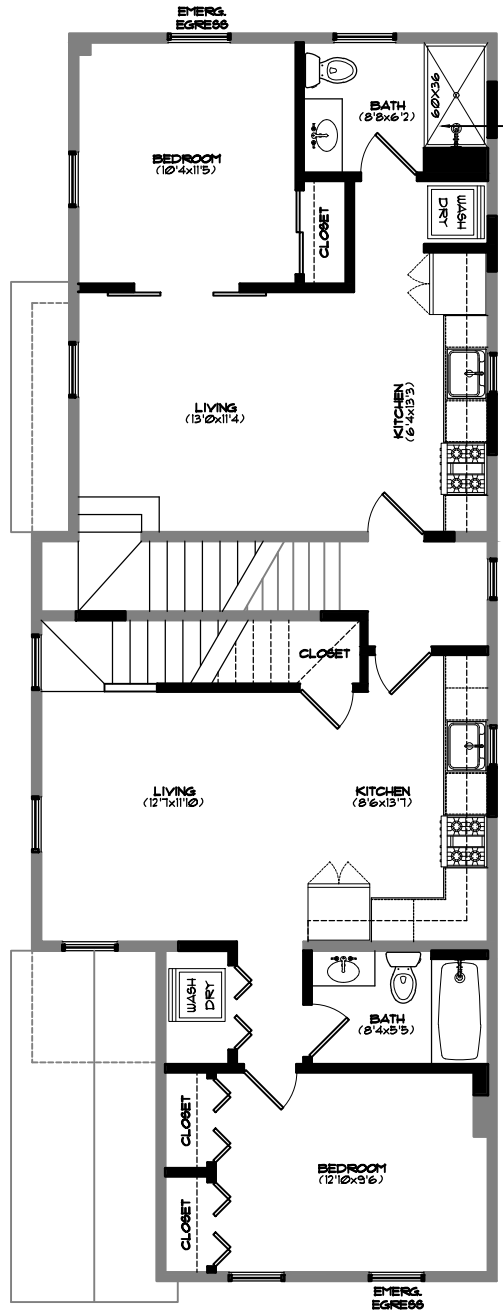 EMERG.
EGRESS
60X36
BATH
(8'8x6'2)
BEDROOM
(10'4x11'5)
CLOSET
WASH
DRY
LIVING
(13'0x11'4)
KITCHEN
(6'4x13'3)
CLOSET
LIVING
(12'7x11'10)
KITCHEN
(8'6x13'7)
WASH
DRY
BATH
(8'4x5'5)
CLOSET
BEDROOM
(12'10x9'6)
CLOSET
EMERG.
EGRESS